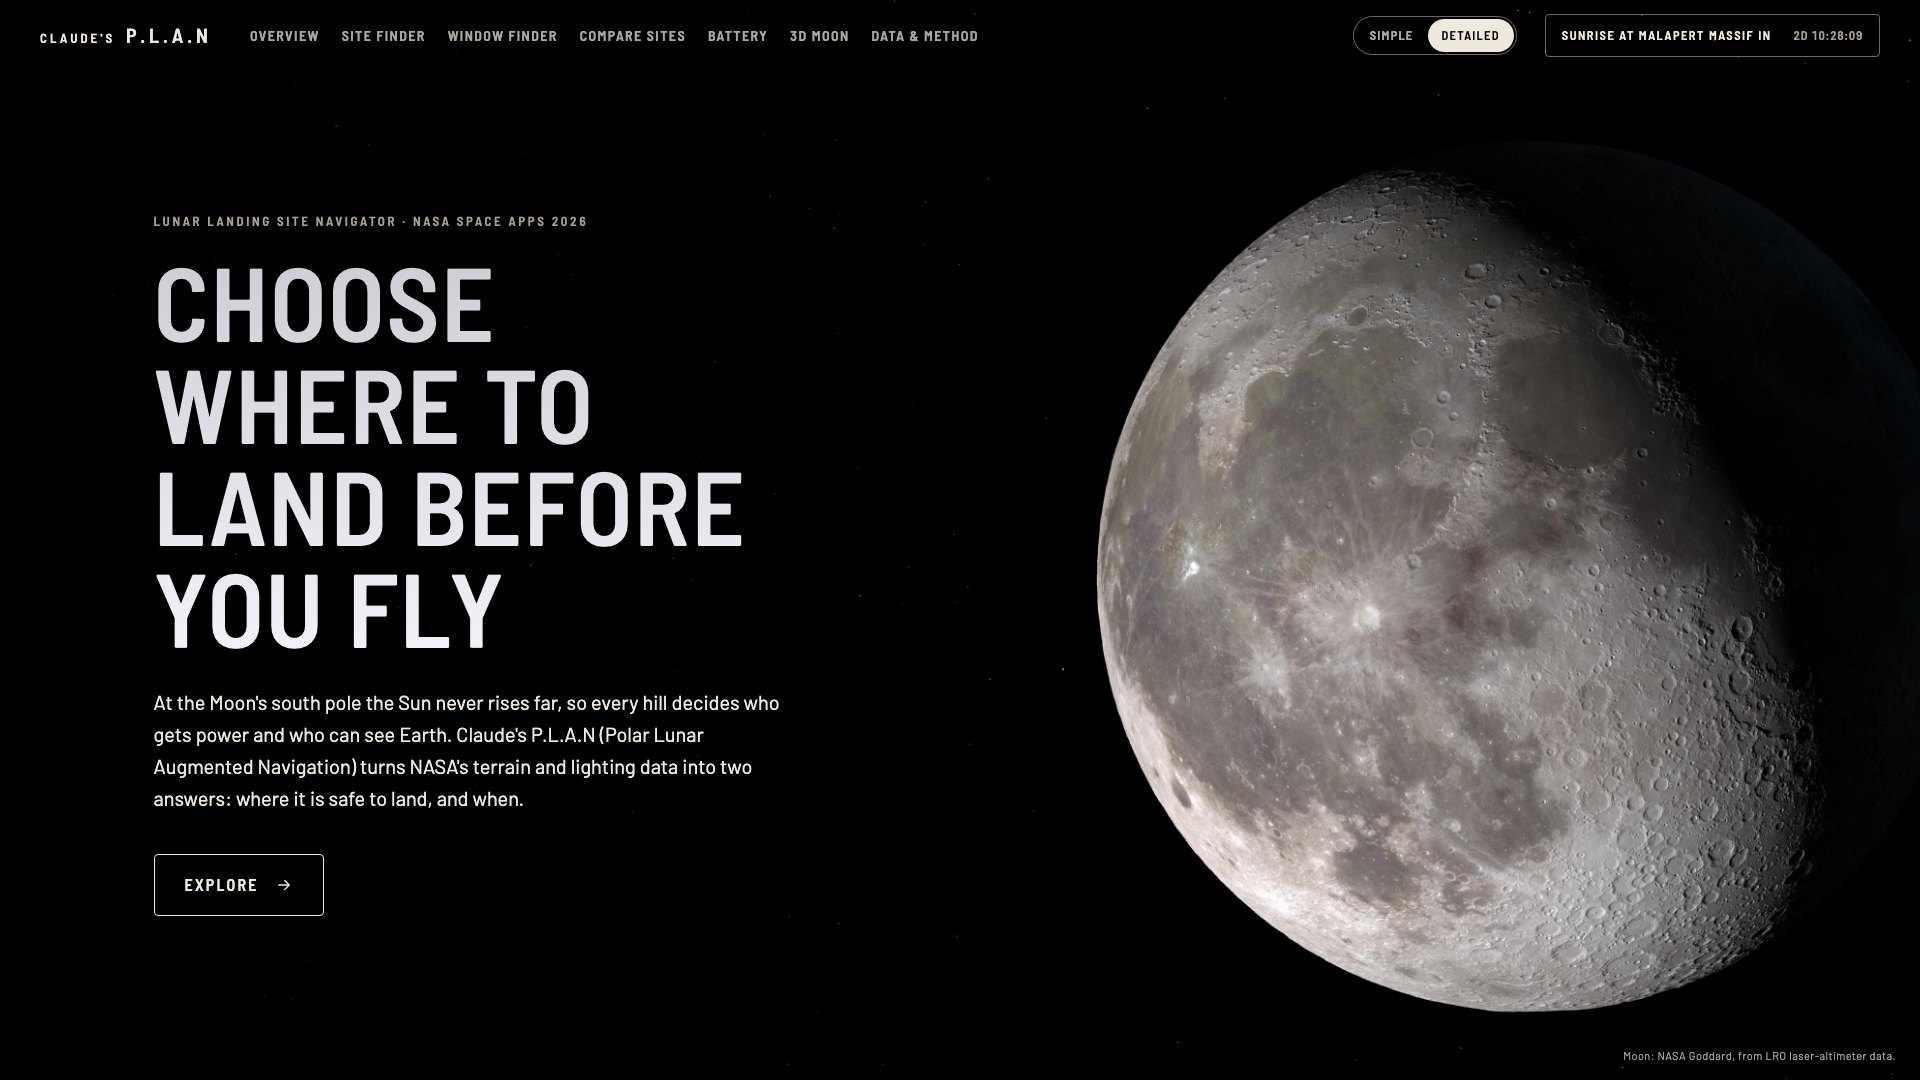 CLAUDE'S P.L.A.N
OVERVIEW
SITE FINDER
WINDOW FINDER
COMPARE SITES
BATTERY
3D MOON
DATA & METHOD
SIMPLE
DETAILED
SUNRISE AT MALAPERT MASSIF IN 2D 10:28:09
LUNAR LANDING SITE NAVIGATOR · NASA SPACE APPS 2026
CHOOSE
WHERE TO
LAND BEFORE
YOU FLY
At the Moon's south pole the Sun never rises far, so every hill decides who
gets power and who can see Earth. Claude's P.L.A.N (Polar Lunar
Augmented Navigation) turns NASA's terrain and lighting data into two
answers: where it is safe to land, and when.
EXPLORE →
Moon: NASA Goddard, from LRO laser-altimeter data.